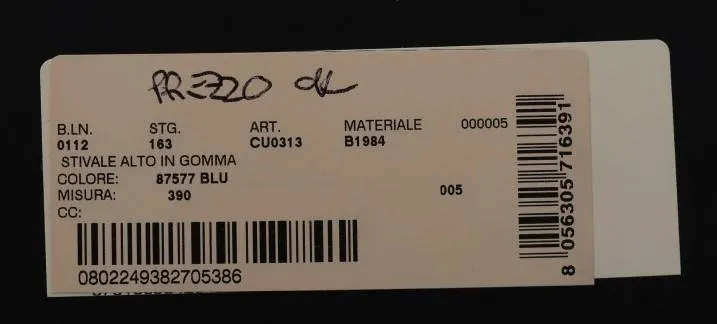 PREZZO ok
B.LN. STG. ART. MATERIALE 000005
0112 163 CU0313 B1984
STIVALE ALTO IN GOMMA
COLORE: 87577 BLU
MISURA: 390 005
CC:
0802249382705386
8 056305 716391